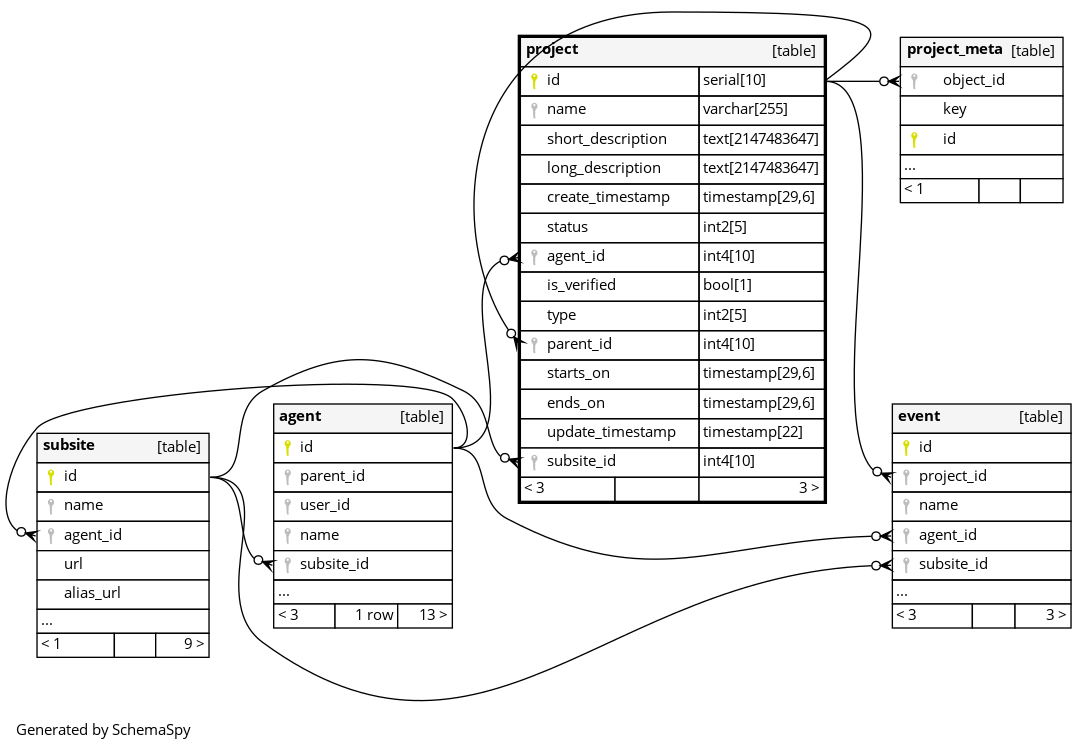 project [table]
id serial[10]
name varchar[255]
short_description text[2147483647]
long_description text[2147483647]
create_timestamp timestamp[29,6]
status int2[5]
agent_id int4[10]
is_verified bool[1]
type int2[5]
parent_id int4[10]
starts_on timestamp[29,6]
ends_on timestamp[29,6]
update_timestamp timestamp[22]
subsite_id int4[10]
< 3 3 >
project_meta [table]
object_id
key
id
...
< 1
subsite [table]
id
name
agent_id
url
alias_url
...
< 1 9 >
agent [table]
id
parent_id
user_id
name
subsite_id
...
< 3 1 row 13 >
event [table]
id
project_id
name
agent_id
subsite_id
...
< 3 3 >
Generated by SchemaSpy